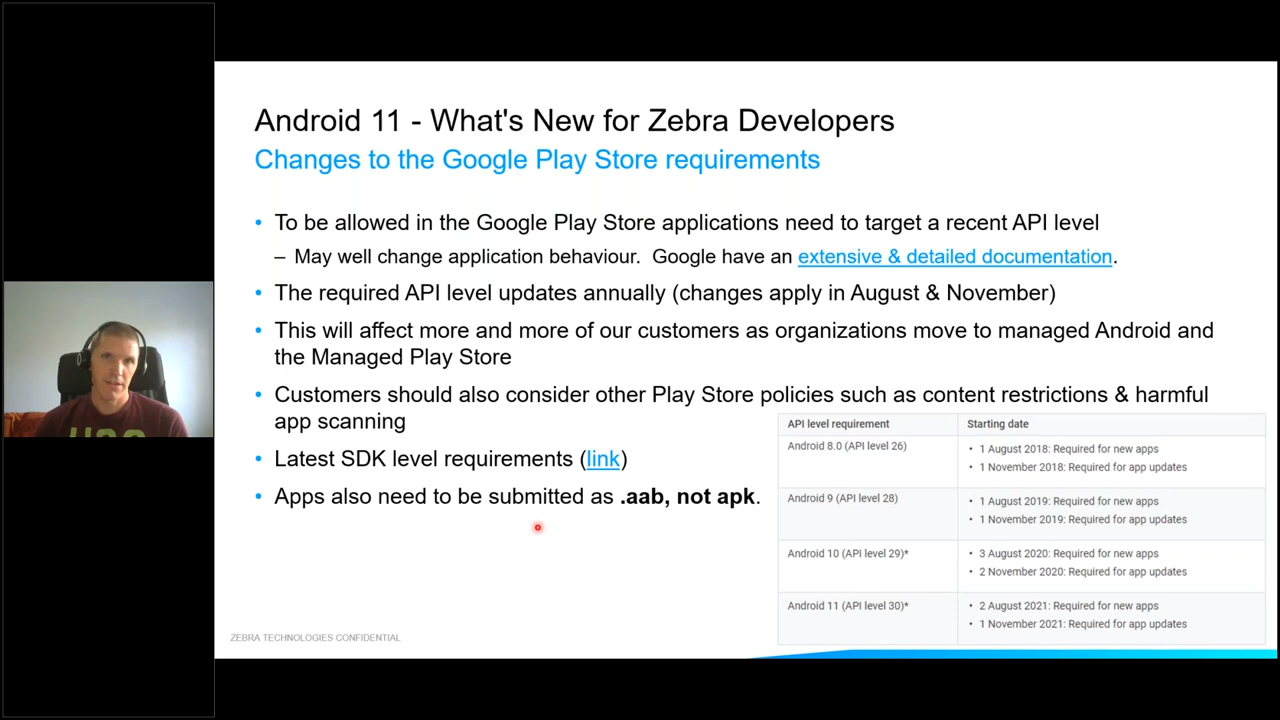 Android 11 - What's New for Zebra Developers
Changes to the Google Play Store requirements
• To be allowed in the Google Play Store applications need to target a recent API level
– May well change application behaviour. Google have an extensive & detailed documentation.
• The required API level updates annually (changes apply in August & November)
• This will affect more and more of our customers as organizations move to managed Android and
the Managed Play Store
• Customers should also consider other Play Store policies such as content restrictions & harmful
app scanning
• Latest SDK level requirements (link)
• Apps also need to be submitted as .aab, not apk.
API level requirement Starting date
Android 8.0 (API level 26) • 1 August 2018: Required for new apps
• 1 November 2018: Required for app updates
Android 9 (API level 28) • 1 August 2019: Required for new apps
• 1 November 2019: Required for app updates
Android 10 (API level 29)* • 3 August 2020: Required for new apps
• 2 November 2020: Required for app updates
Android 11 (API level 30)* • 2 August 2021: Required for new apps
• 1 November 2021: Required for app updates
ZEBRA TECHNOLOGIES CONFIDENTIAL